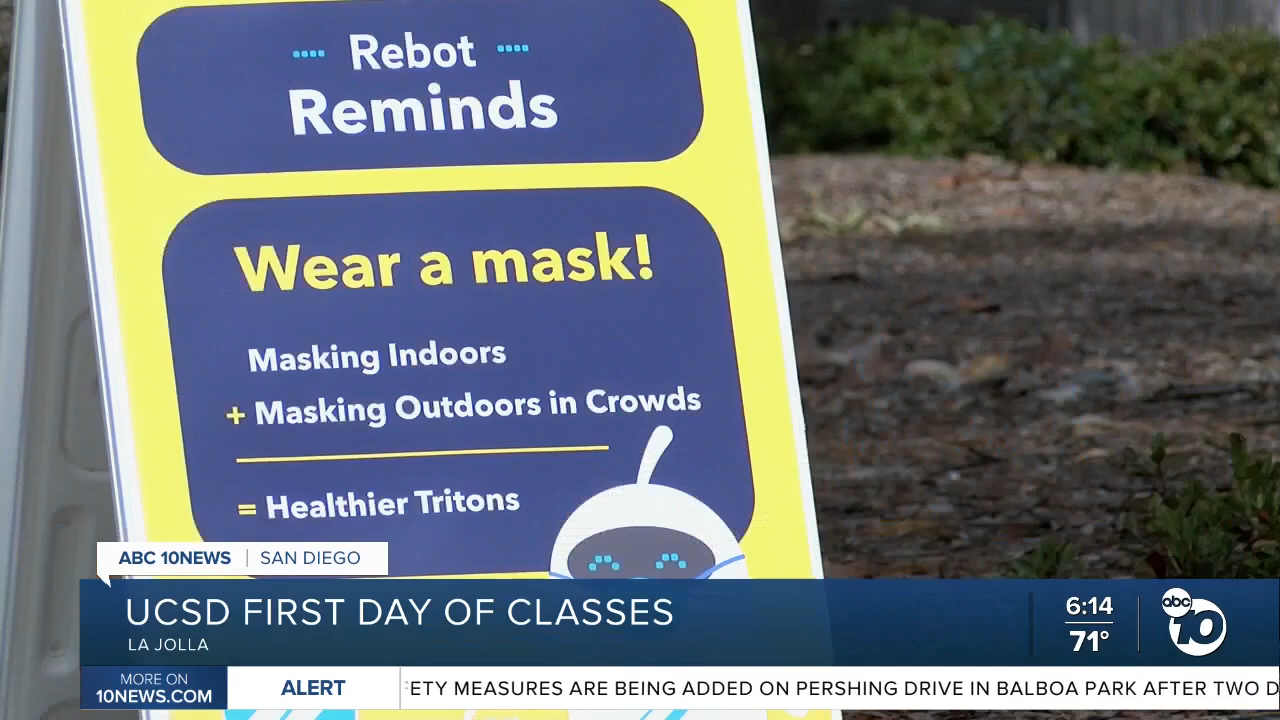 Rebot
Reminds
Wear a mask!
Masking Indoors
+ Masking Outdoors in Crowds
= Healthier Tritons
ABC 10NEWS | SAN DIEGO
UCSD FIRST DAY OF CLASSES
LA JOLLA
6:14
71°
abc
10
MORE ON
10NEWS.COM
ALERT
ETY MEASURES ARE BEING ADDED ON PERSHING DRIVE IN BALBOA PARK AFTER TWO D